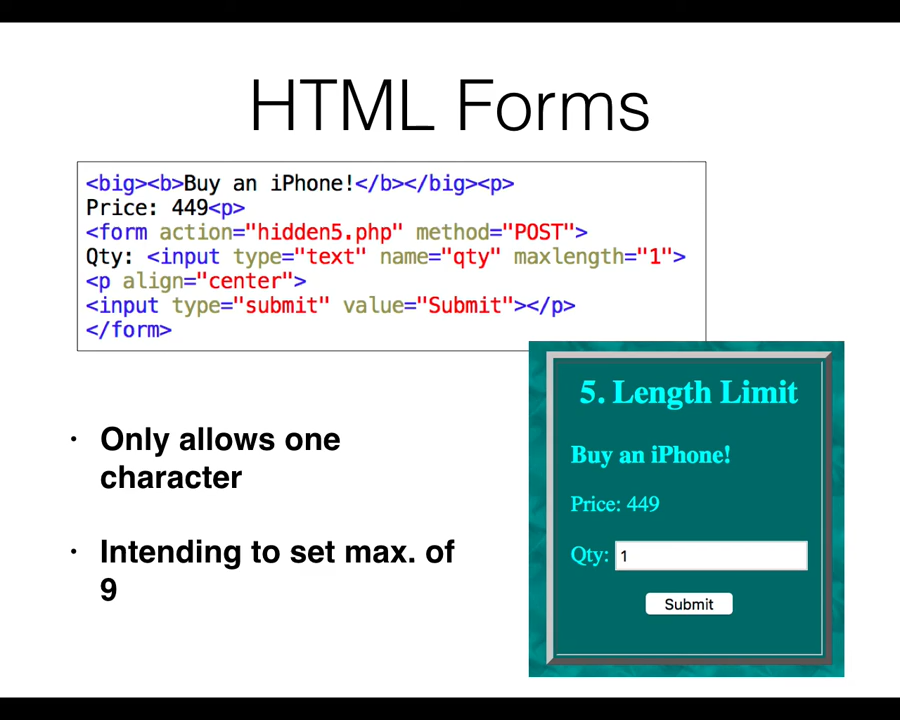 HTML Forms
<big><b>Buy an iPhone!</b></big><p>
Price: 449<p>
<form action="hidden5.php" method="POST">
Qty: <input type="text" name="qty" maxlength="1">
<p align="center">
<input type="submit" value="Submit"></p>
</form>
• Only allows one
character
• Intending to set max. of
9
5. Length Limit
Buy an iPhone!
Price: 449
Qty: 1
Submit